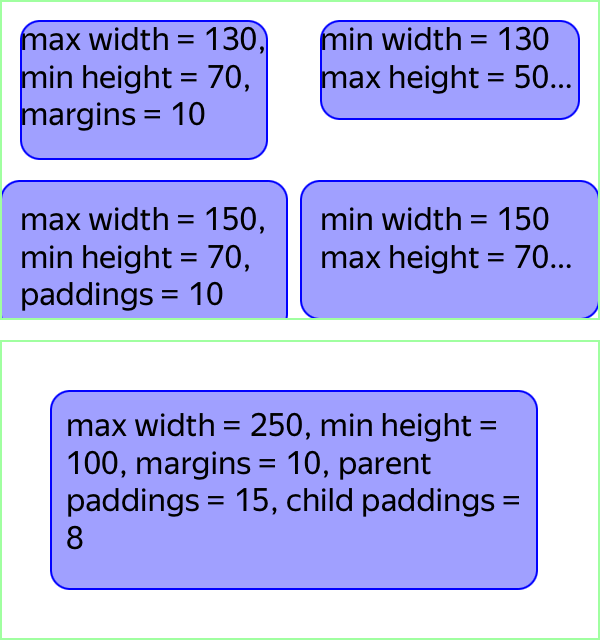 max width = 130,
min height = 70,
margins = 10
min width = 130
max height = 50...
max width = 150,
min height = 70,
paddings = 10
min width = 150
max height = 70...
max width = 250, min height =
100, margins = 10, parent
paddings = 15, child paddings =
8